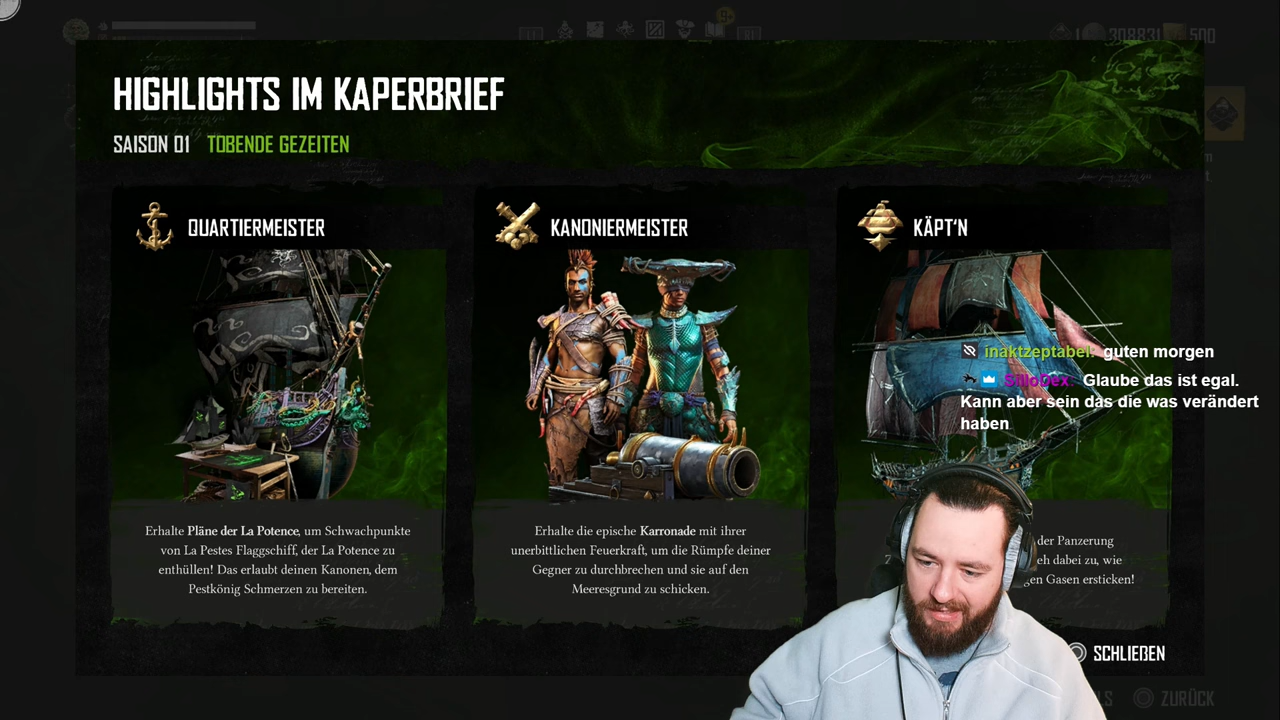 308831 500
HIGHLIGHTS IM KAPERBRIEF
SAISON 01 TOBENDE GEZEITEN
QUARTIERMEISTER
KANONIERMEISTER
KÄPT'N
inaktzeptabel: guten morgen
SilloDex: Glaube das ist egal.
Kann aber sein das die was verändert
haben
Erhalte Pläne der La Potence, um Schwachpunkte
von La Pestes Flaggschiff, der La Potence zu
enthüllen! Das erlaubt deinen Kanonen, dem
Pestkönig Schmerzen zu bereiten.
Erhalte die epische Karronade mit ihrer
unerbittlichen Feuerkraft, um die Rümpfe deiner
Gegner zu durchbrechen und sie auf den
Meeresgrund zu schicken.
der Panzerung
dabei zu, wie
Gasen ersticken!
SCHLIEẞEN
ZURÜCK